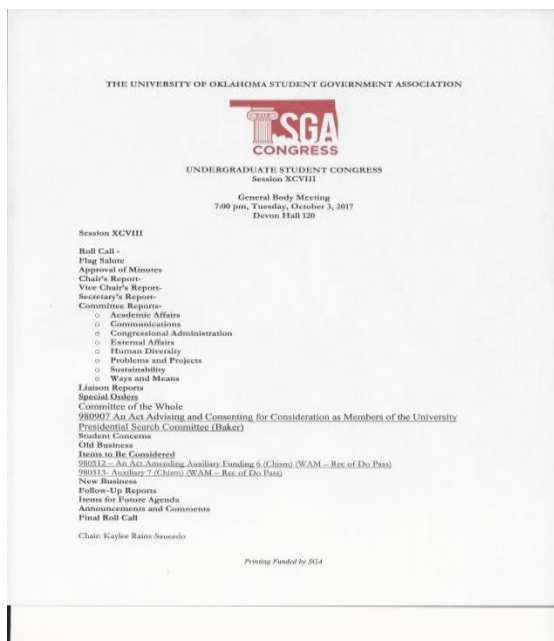 THE UNIVERSITY OF OKLAHOMA STUDENT GOVERNMENT ASSOCIATION
SGA
CONGRESS
UNDERGRADUATE STUDENT CONGRESS
Session XCVIII
General Body Meeting
7:00 pm, Tuesday, October 3, 2017
Devon Hall 120
Session XCVIII
Roll Call -
Flag Salute
Approval of Minutes
Chair's Report-
Vice Chair's Report-
Secretary's Report-
Committee Reports-
o Academic Affairs
o Communications
o Congressional Administration
o External Affairs
o Human Diversity
o Problems and Projects
o Sustainability
o Ways and Means
Liaison Reports
Special Orders
Committee of the Whole
980907 An Act Advising and Consenting for Consideration as Members of the University
Presidential Search Committee (Baker)
Student Concerns
Old Business
Items to Be Considered
980512 – An Act Amending Auxiliary Funding 6 (Chism) (WAM – Rec of Do Pass)
980513- Auxiliary 7 (Chism) (WAM – Rec of Do Pass)
New Business
Follow-Up Reports
Items for Future Agenda
Announcements and Comments
Final Roll Call
Chair: Kaylee Rains-Saucedo
Printing Funded by SGA